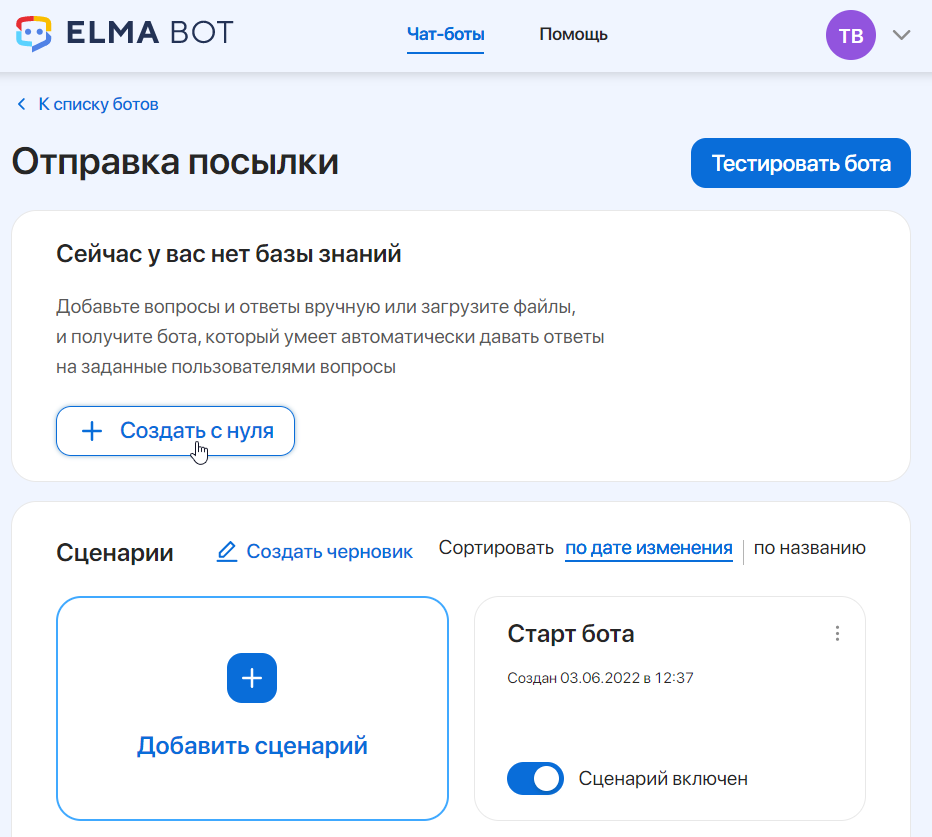 ELMA BOT
Чат-боты
Помощь
ТВ
К списку ботов
Отправка посылки
Тестировать бота
Сейчас у вас нет базы знаний
Добавьте вопросы и ответы вручную или загрузите файлы,
и получите бота, который умеет автоматически давать ответы
на заданные пользователями вопросы
Создать с нуля
Сценарии
Создать черновик
Сортировать по дате изменения по названию
Добавить сценарий
Старт бота
Создан 03.06.2022 в 12:37
Сценарий включен